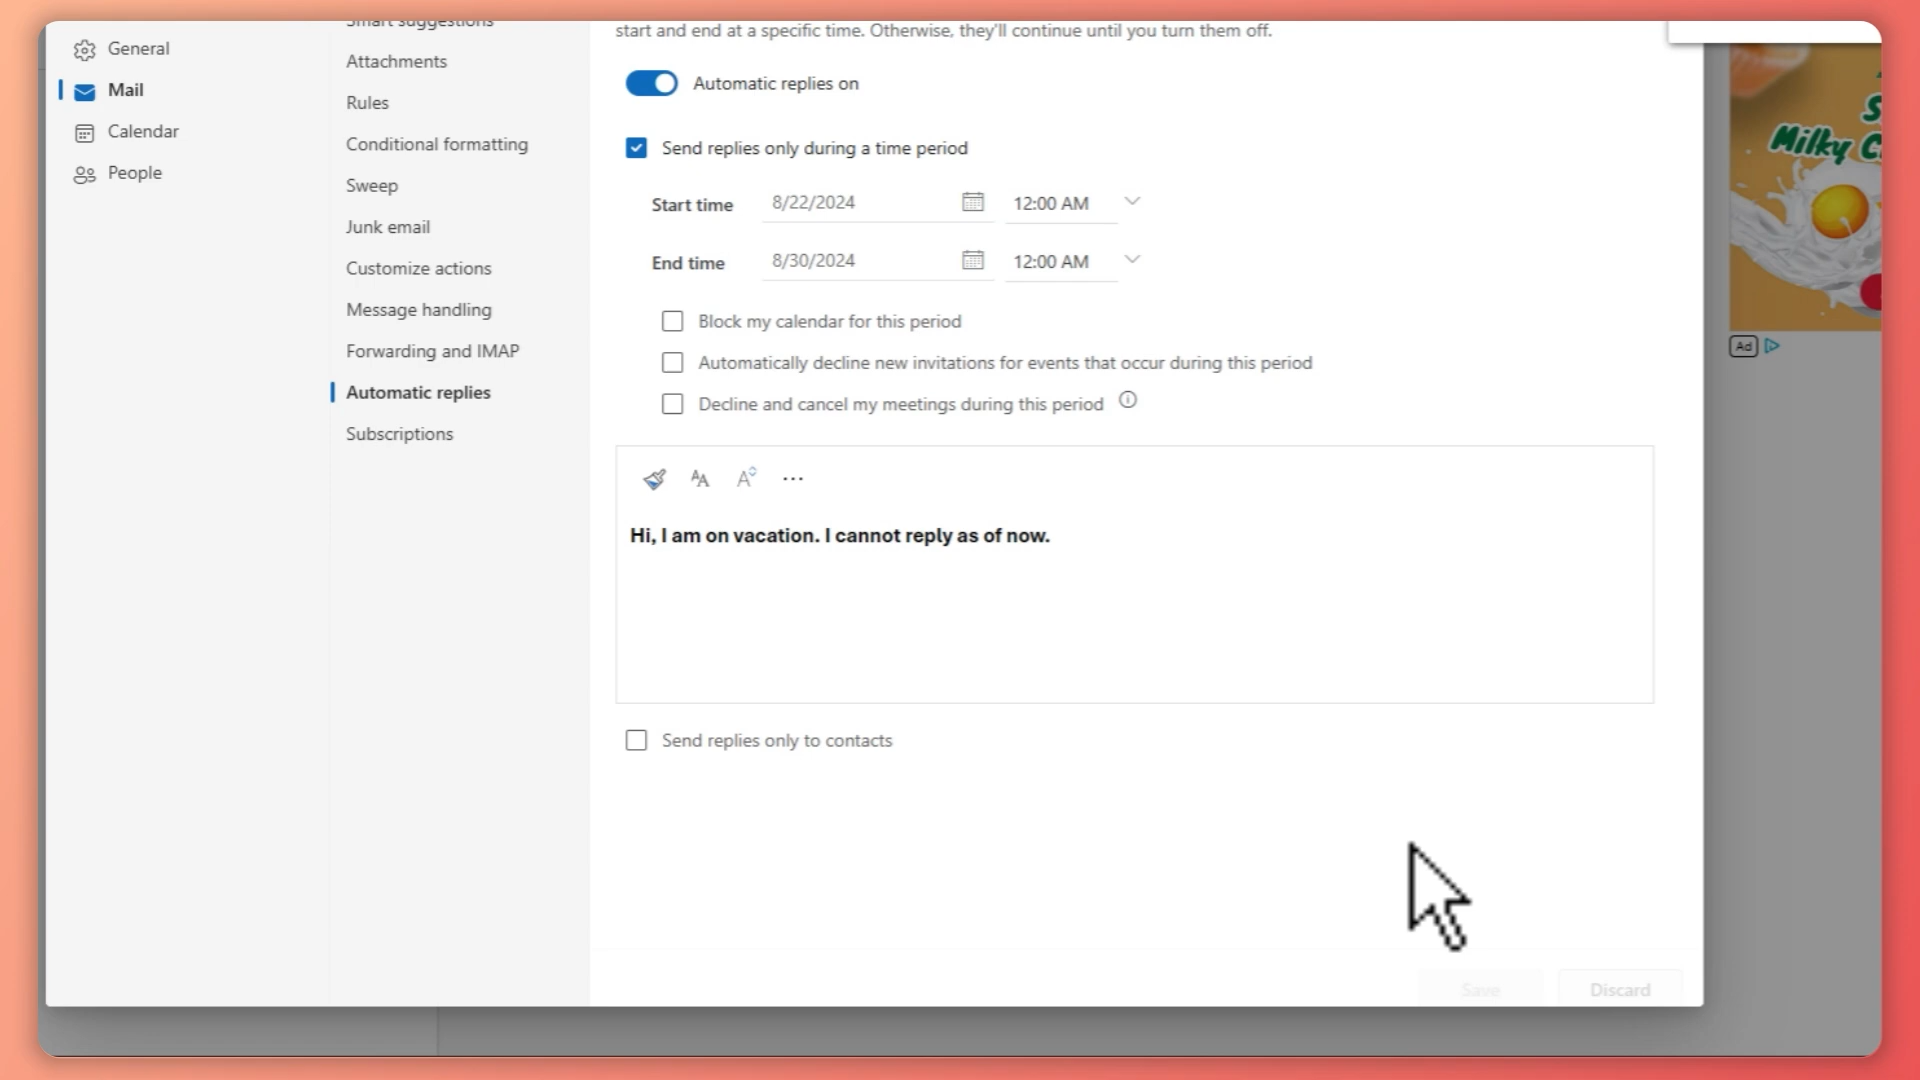 General
Mail
Calendar
People
Smart suggestions
Attachments
Rules
Conditional formatting
Sweep
Junk email
Customize actions
Message handling
Forwarding and IMAP
Automatic replies
Subscriptions
start and end at a specific time. Otherwise, they'll continue until you turn them off.
Automatic replies on
Send replies only during a time period
Start time 8/22/2024 12:00 AM
End time 8/30/2024 12:00 AM
Block my calendar for this period
Automatically decline new invitations for events that occur during this period
Decline and cancel my meetings during this period
Hi, I am on vacation. I cannot reply as of now.
Send replies only to contacts
Save Discard
Milky
Ad